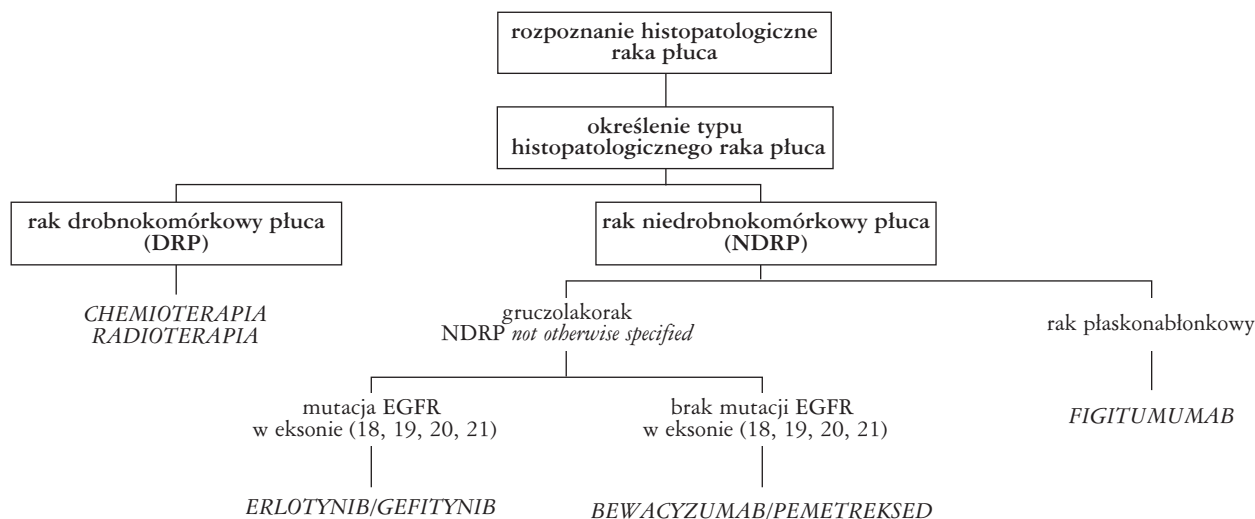 rozpoznanie histopatologiczne
raka płuca
określenie typu
histopatologicznego raka płuca
rak drobnokomórkowy płuca
(DRP)
rak niedrobnokomórkowy płuca
(NDRP)
CHEMIOTERAPIA
RADIOTERAPIA
gruczolakorak
NDRP not otherwise specified
rak płaskonabłonkowy
mutacja EGFR
w eksonie (18, 19, 20, 21)
brak mutacji EGFR
w eksonie (18, 19, 20, 21)
FIGITUMUMAB
ERLOTYNIB/GEFITYNIB
BEWACYZUMAB/PEMETREKSED